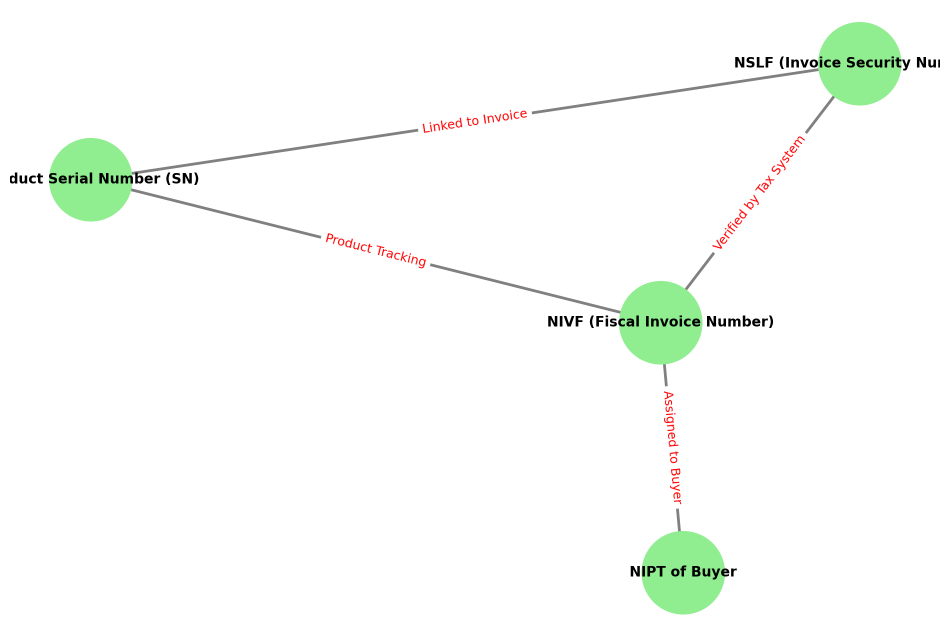 NSLF (Invoice Security
Linked to Invoice
duct Serial Number (SN)
Verified by Tax System
Product Tracking
NIVF (Fiscal Invoice Number)
Assigned to Buyer
NIPT of Buyer